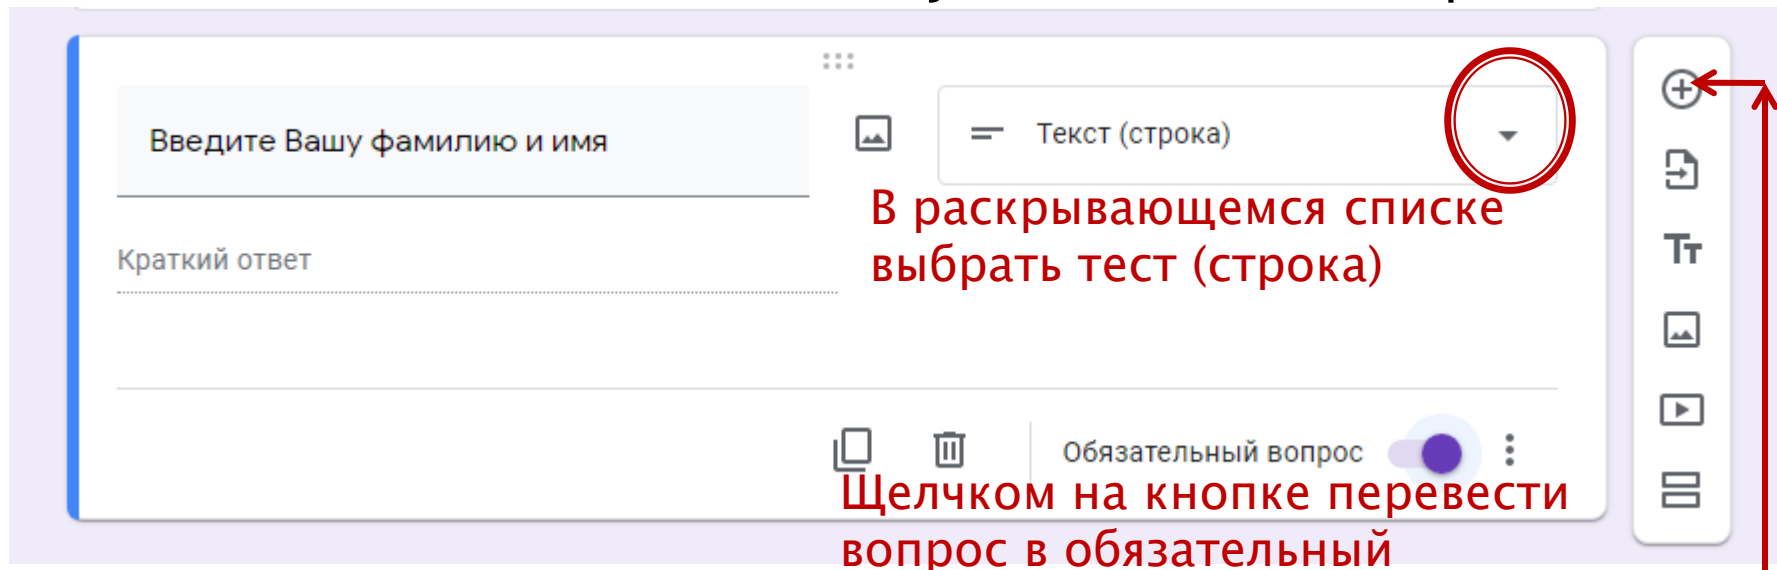 Введите Вашу фамилию и имя
Текст (строка)
В раскрывающемся списке
выбрать тест (строка)
Краткий ответ
Обязательный вопрос
Щелчком на кнопке перевести
вопрос в обязательный